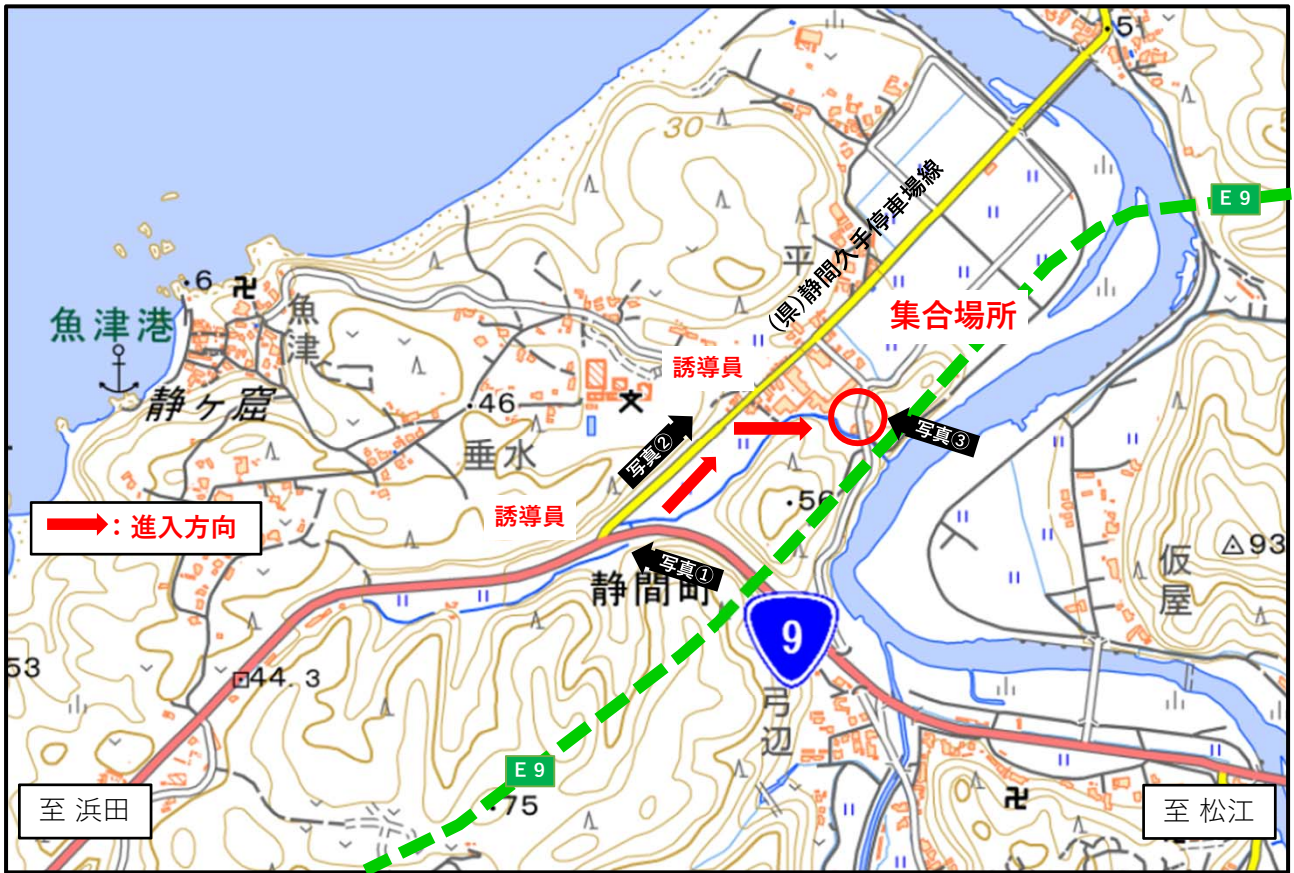 5
30
E 9
(県)静間久手停車場線
平
6
魚津
魚津港
集合場所
誘導員
静ヶ窟
46
垂水
写真②
写真③
誘導員
56
: 進入方向
写真①
静間町
仮屋
93
9
53
44.3
弓辺
E 9
75
至 浜田
至 松江